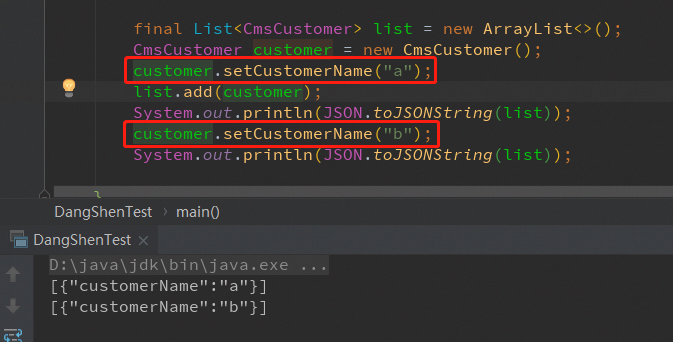 final List<CmsCustomer> list = new ArrayList<>();
CmsCustomer customer = new CmsCustomer();
customer.setCustomerName("a");
list.add(customer);
System.out.println(JSON.toJSONString(list));
customer.setCustomerName("b");
System.out.println(JSON.toJSONString(list));
}
DangShenTest › main()
DangShenTest ×
D:\java\jdk\bin\java.exe ...
[{"customerName":"a"}]
[{"customerName":"b"}]